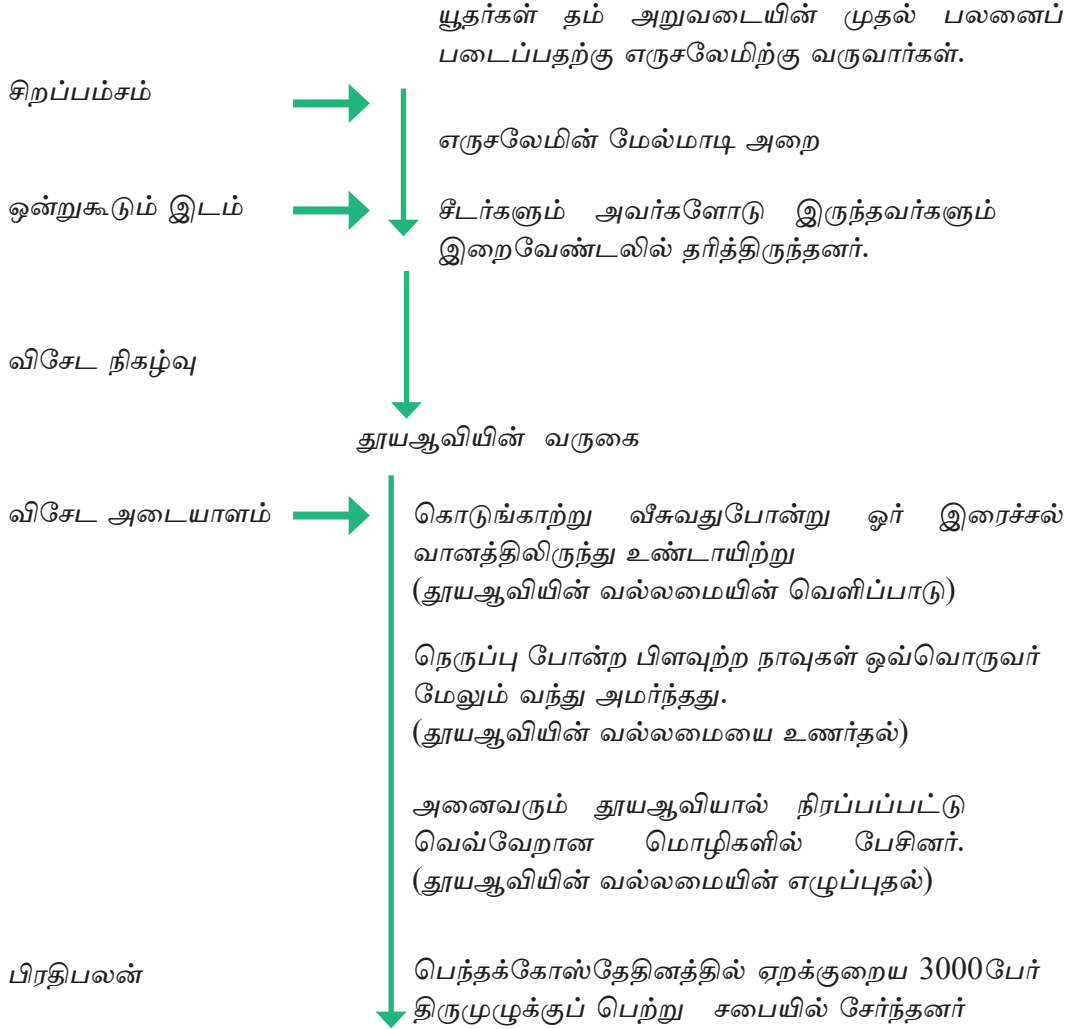 யூதர்கள் தம் அறுவடையின் முதல் பலனைப்
படைப்பதற்கு எருசலேமிற்கு வருவார்கள்.
சிறப்பம்சம்
எருசலேமின் மேல்மாடி அறை
ஒன்றுகூடும் இடம்
சீடர்களும் அவர்களோடு இருந்தவர்களும்
இறைவேண்டலில் தரித்திருந்தனர்.
விசேட நிகழ்வு
தூயஆவியின் வருகை
விசேட அடையாளம்
கொடுங்காற்று வீசுவதுபோன்று ஓர் இரைச்சல்
வானத்திலிருந்து உண்டாயிற்று
(தூயஆவியின் வல்லமையின் வெளிப்பாடு)
நெருப்பு போன்ற பிளவுற்ற நாவுகள் ஒவ்வொருவர்
மேலும் வந்து அமர்ந்தது.
(தூயஆவியின் வல்லமையை உணர்தல்)
அனைவரும் தூயஆவியால் நிரப்பப்பட்டு
வெவ்வேறான மொழிகளில் பேசினர்.
(தூயஆவியின் வல்லமையின் எழுப்புதல்)
பிரதிபலன்
பெந்தக்கோஸ்தேதினத்தில் ஏறக்குறைய 3000பேர்
திருமுழுக்குப் பெற்று சபையில் சேர்ந்தனர்